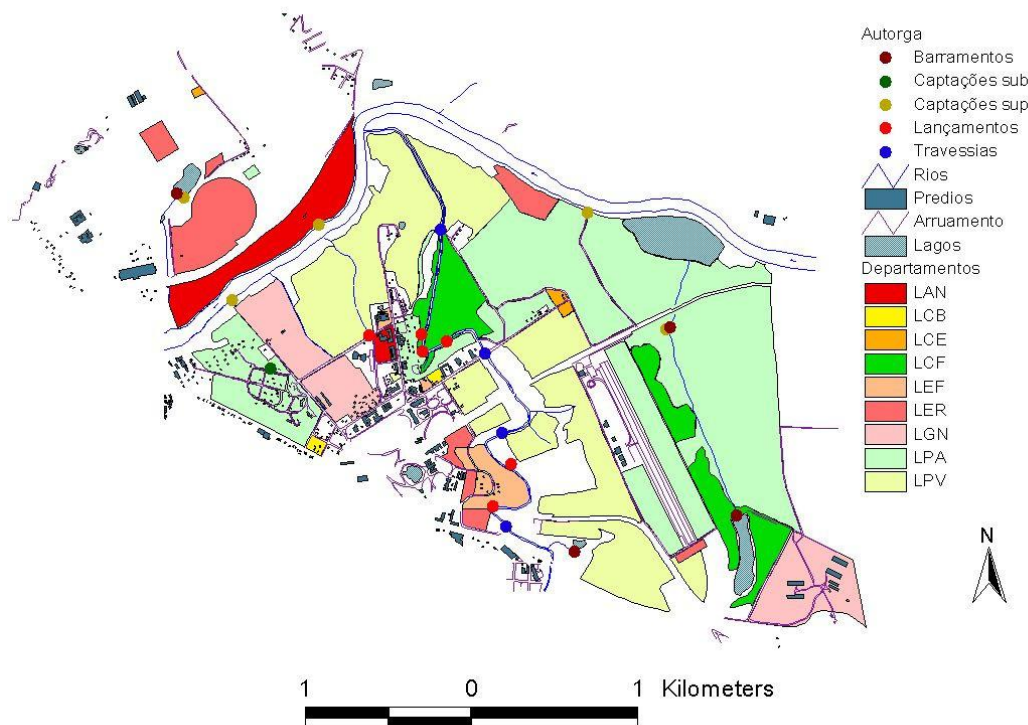 Autorga
Barramentos
Captações sub
Captações sup
Lançamentos
Travessias
Rios
Predios
Arruamento
Lagos
Departamentos
LAN
LCB
LCE
LCF
LEF
LER
LGN
LPA
LPV
N
1 0 1 Kilometers